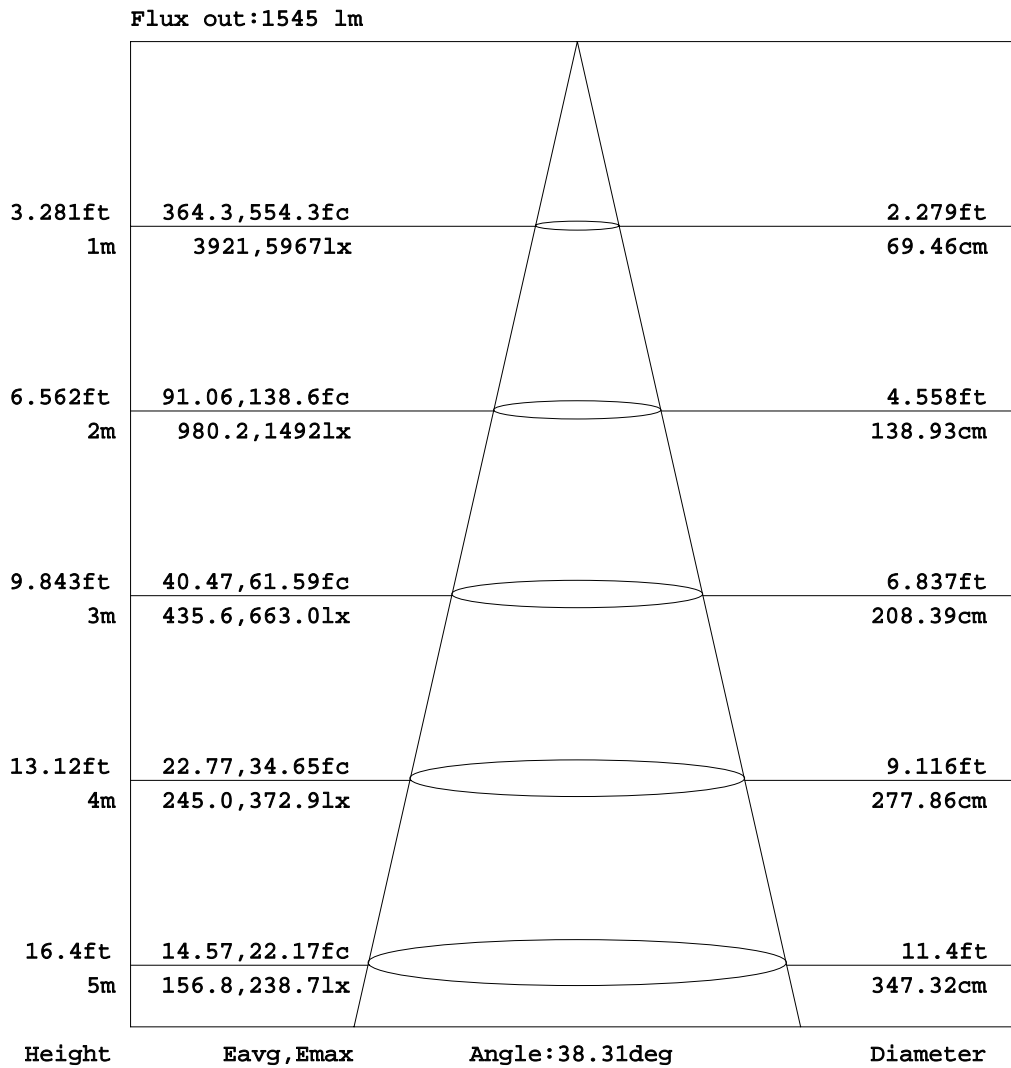 Flux out:1545 lm
3.281ft 364.3,554.3fc 2.279ft
1m 3921,5967lx 69.46cm
6.562ft 91.06,138.6fc 4.558ft
2m 980.2,1492lx 138.93cm
9.843ft 40.47,61.59fc 6.837ft
3m 435.6,663.0lx 208.39cm
13.12ft 22.77,34.65fc 9.116ft
4m 245.0,372.9lx 277.86cm
16.4ft 14.57,22.17fc 11.4ft
5m 156.8,238.7lx 347.32cm
Height Eavg,Emax Angle:38.31deg Diameter